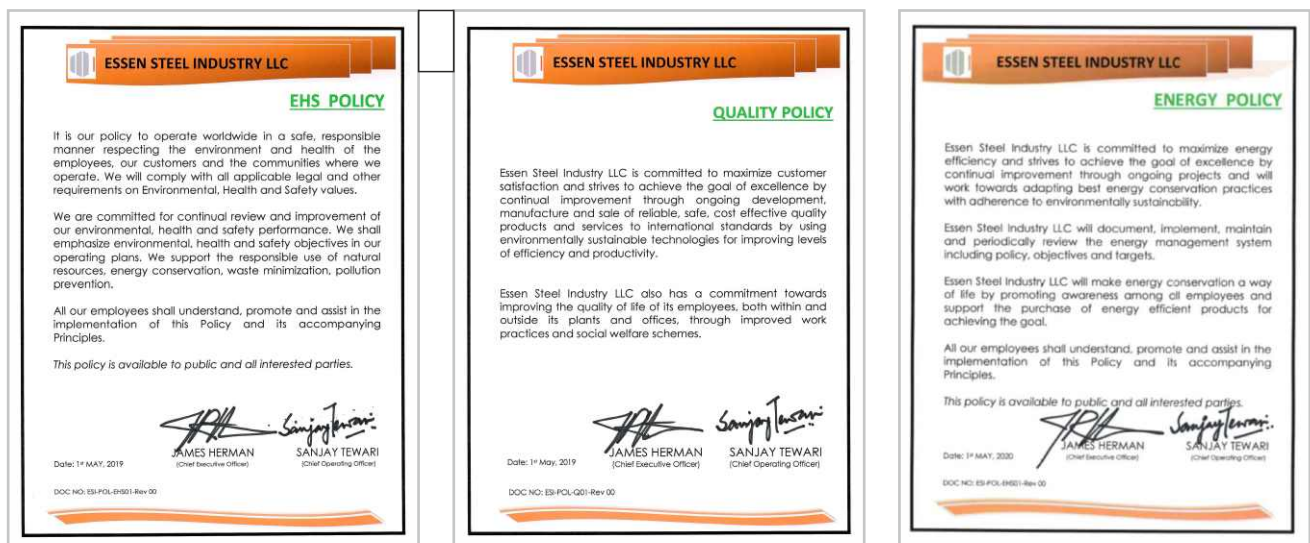 ESSEN STEEL INDUSTRY LLC
EHS POLICY
It is our policy to operate worldwide in a safe, responsible
manner respecting the environment and health of the
employees, our customers and the communities where we
operate. We will comply with all applicable legal and other
requirements on Environmental, Health and Safety values.
We are committed for continual review and improvement of
our environmental, health and safety performance. We shall
emphasize environmental, health and safety objectives in our
operating plans. We support the responsible use of natural
resources, energy conservation, waste minimization, pollution
prevention.
All our employees shall understand, promote and assist in the
implementation of this Policy and its accompanying
Principles.
This policy is available to public and all interested parties.
Sanjay Tewari
JAMES HERMAN SANJAY TEWARI
Date: 1st MAY, 2019 (Chief Executive Officer) (Chief Operating Officer)
DOC NO: ESI-POL-EHS01-Rev 00
ESSEN STEEL INDUSTRY LLC
QUALITY POLICY
Essen Steel Industry LLC is committed to maximize customer
satisfaction and strives to achieve the goal of excellence by
continual improvement through ongoing development,
manufacture and sale of reliable, safe, cost effective quality
products and services to international standards by using
environmentally sustainable technologies for improving levels
of efficiency and productivity.
Essen Steel Industry LLC also has a commitment towards
improving the quality of life of its employees, both within and
outside its plants and offices, through improved work
practices and social welfare schemes.
Sanjay Tewari
JAMES HERMAN SANJAY TEWARI
Date: 1st May, 2019 (Chief Executive Officer) (Chief Operating Officer)
DOC NO: ESI-POL-Q01-Rev 00
ESSEN STEEL INDUSTRY LLC
ENERGY POLICY
Essen Steel Industry LLC is committed to maximize energy
efficiency and strives to achieve the goal of excellence by
continual improvement through ongoing projects and will
work towards adapting best energy conservation practices
with adherence to environmentally sustainability.
Essen Steel Industry LLC will document, implement, maintain
and periodically review the energy management system
including policy, objectives and targets.
Essen Steel Industry LLC will make energy conservation a way
of life by promoting awareness among all employees and
support the purchase of energy efficient products for
achieving the goal.
All our employees shall understand, promote and assist in the
implementation of this Policy and its accompanying
Principles.
This policy is available to public and all interested parties.
Sanjay Tewari
JAMES HERMAN SANJAY TEWARI
Date: 1st MAY, 2020 (Chief Executive Officer) (Chief Operating Officer)
DOC NO: ESI-POL-EHS01-Rev 00